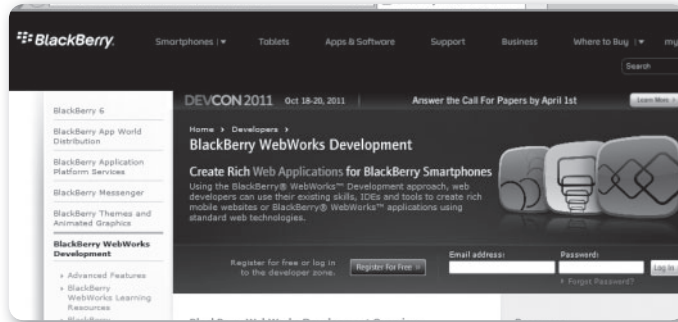 BlackBerry.
Smartphones | ▾ Tablets Apps & Software Support Business Where to Buy | ▾ my
Search
DEVCON 2011 Oct 18-20, 2011 | Answer the Call For Papers by April 1st Learn More
BlackBerry 6
BlackBerry App World
Distribution
BlackBerry Application
Platform Services
BlackBerry Messenger
BlackBerry Themes and
Animated Graphics
BlackBerry WebWorks
Development
› Advanced Features
› BlackBerry
WebWorks Learning
Resources
Home > Developers >
BlackBerry WebWorks Development
Create Rich Web Applications for BlackBerry Smartphones
Using the BlackBerry® WebWorks™ Development approach, web
developers can use their existing skills, IDEs and tools to create rich
mobile websites or BlackBerry® WebWorks™ applications using
standard web technologies.
Register for free or log in
to the developer zone.
Register For Free »
Email address:
Password:
Log In
› Forgot Password?